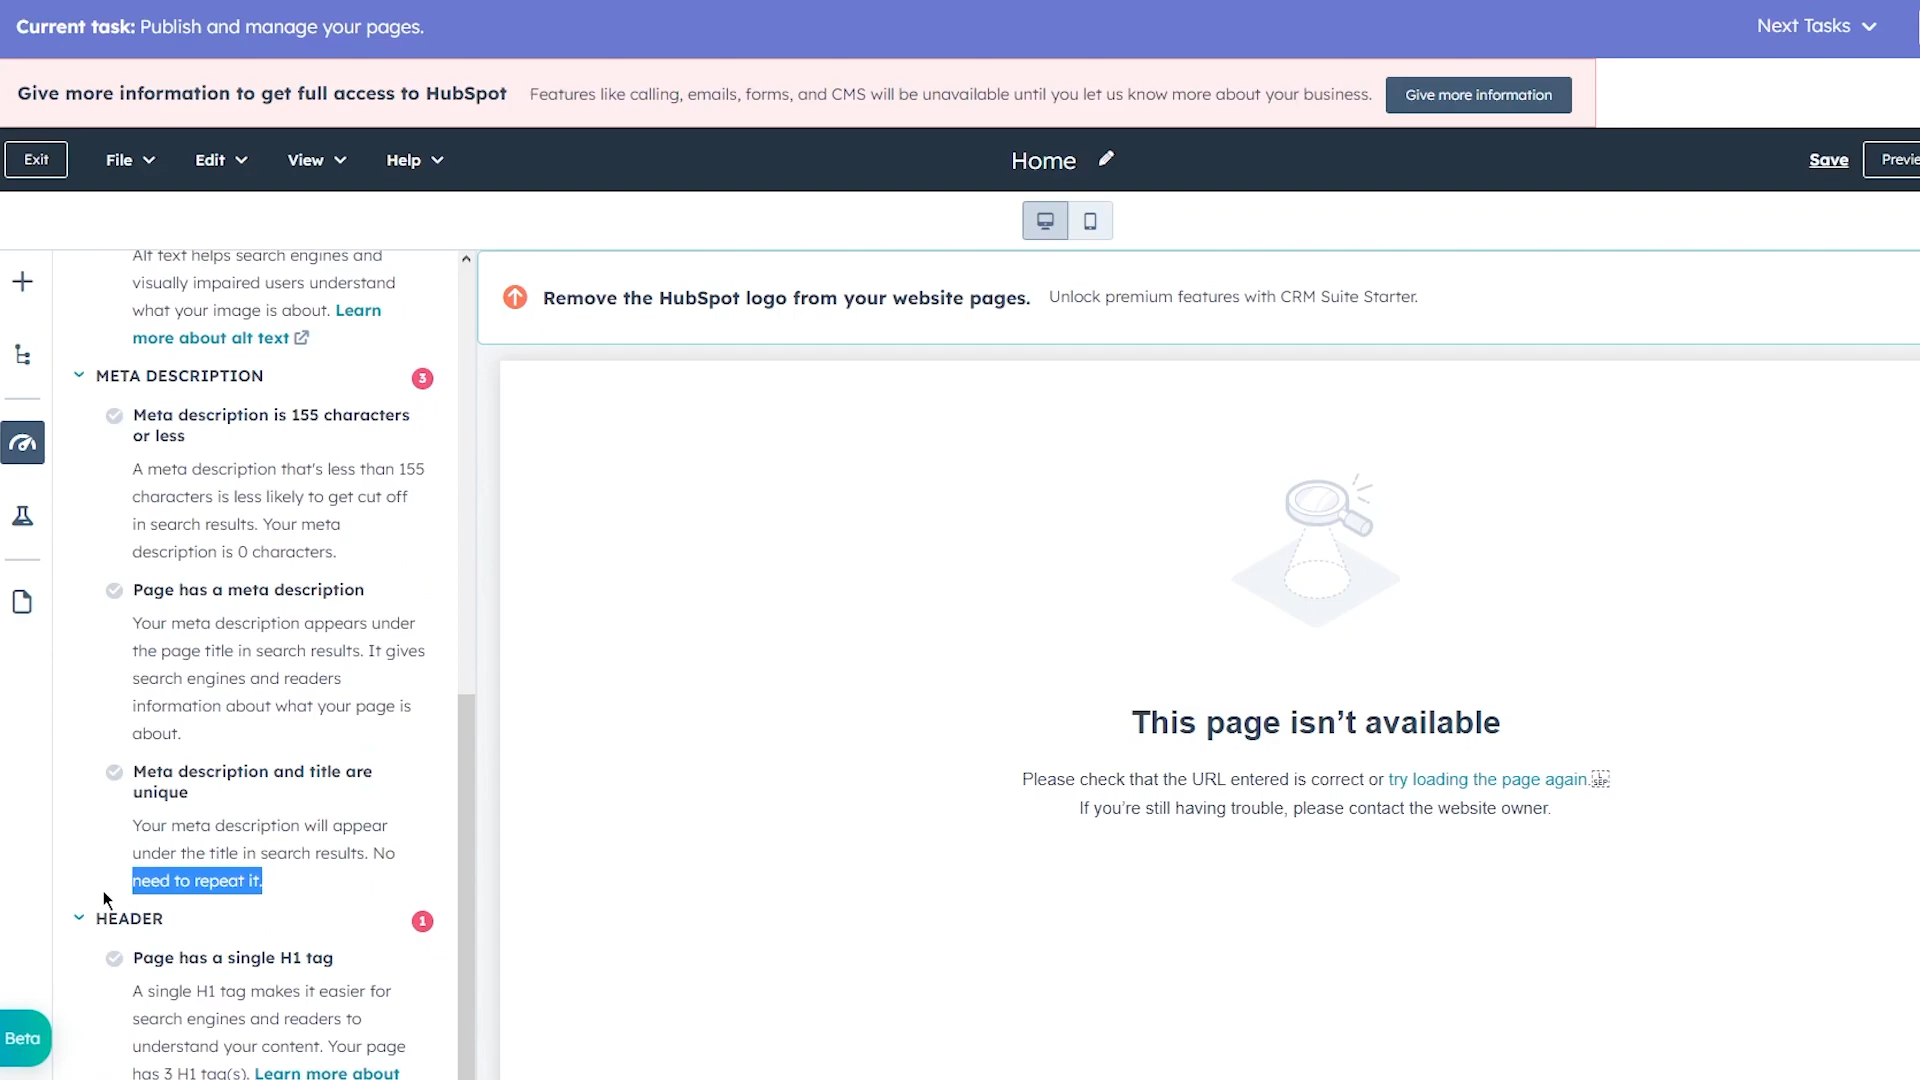 Current task: Publish and manage your pages.
Next Tasks
Give more information to get full access to HubSpot
Features like calling, emails, forms, and CMS will be unavailable until you let us know more about your business.
Give more information
Exit
File
Edit
View
Help
Home
Save
Previe
Alt text helps search engines and
visually impaired users understand
what your image is about. Learn
more about alt text
META DESCRIPTION
3
Meta description is 155 characters
or less
A meta description that's less than 155
characters is less likely to get cut off
in search results. Your meta
description is 0 characters.
Page has a meta description
Your meta description appears under
the page title in search results. It gives
search engines and readers
information about what your page is
about.
Meta description and title are
unique
Your meta description will appear
under the title in search results. No
need to repeat it.
HEADER
1
Page has a single H1 tag
A single H1 tag makes it easier for
search engines and readers to
understand your content. Your page
has 3 H1 tag(s). Learn more about
Beta
Remove the HubSpot logo from your website pages.
Unlock premium features with CRM Suite Starter.
This page isn’t available
Please check that the URL entered is correct or try loading the page again.
If you’re still having trouble, please contact the website owner.